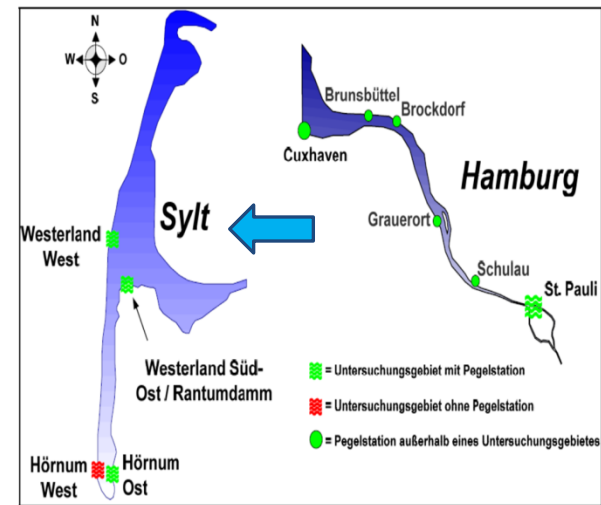 N
W
O
S
Sylt
Westerland
West
Westerland Süd-
Ost / Rantumdamm
Hörnum
West
Hörnum
Ost
Hamburg
Brunsbüttel
Brockdorf
Cuxhaven
Grauerort
Schulau
St. Pauli
= Untersuchungsgebiet mit Pegelstation
= Untersuchungsgebiet ohne Pegelstation
= Pegelstation außerhalb eines Untersuchungsgebietes